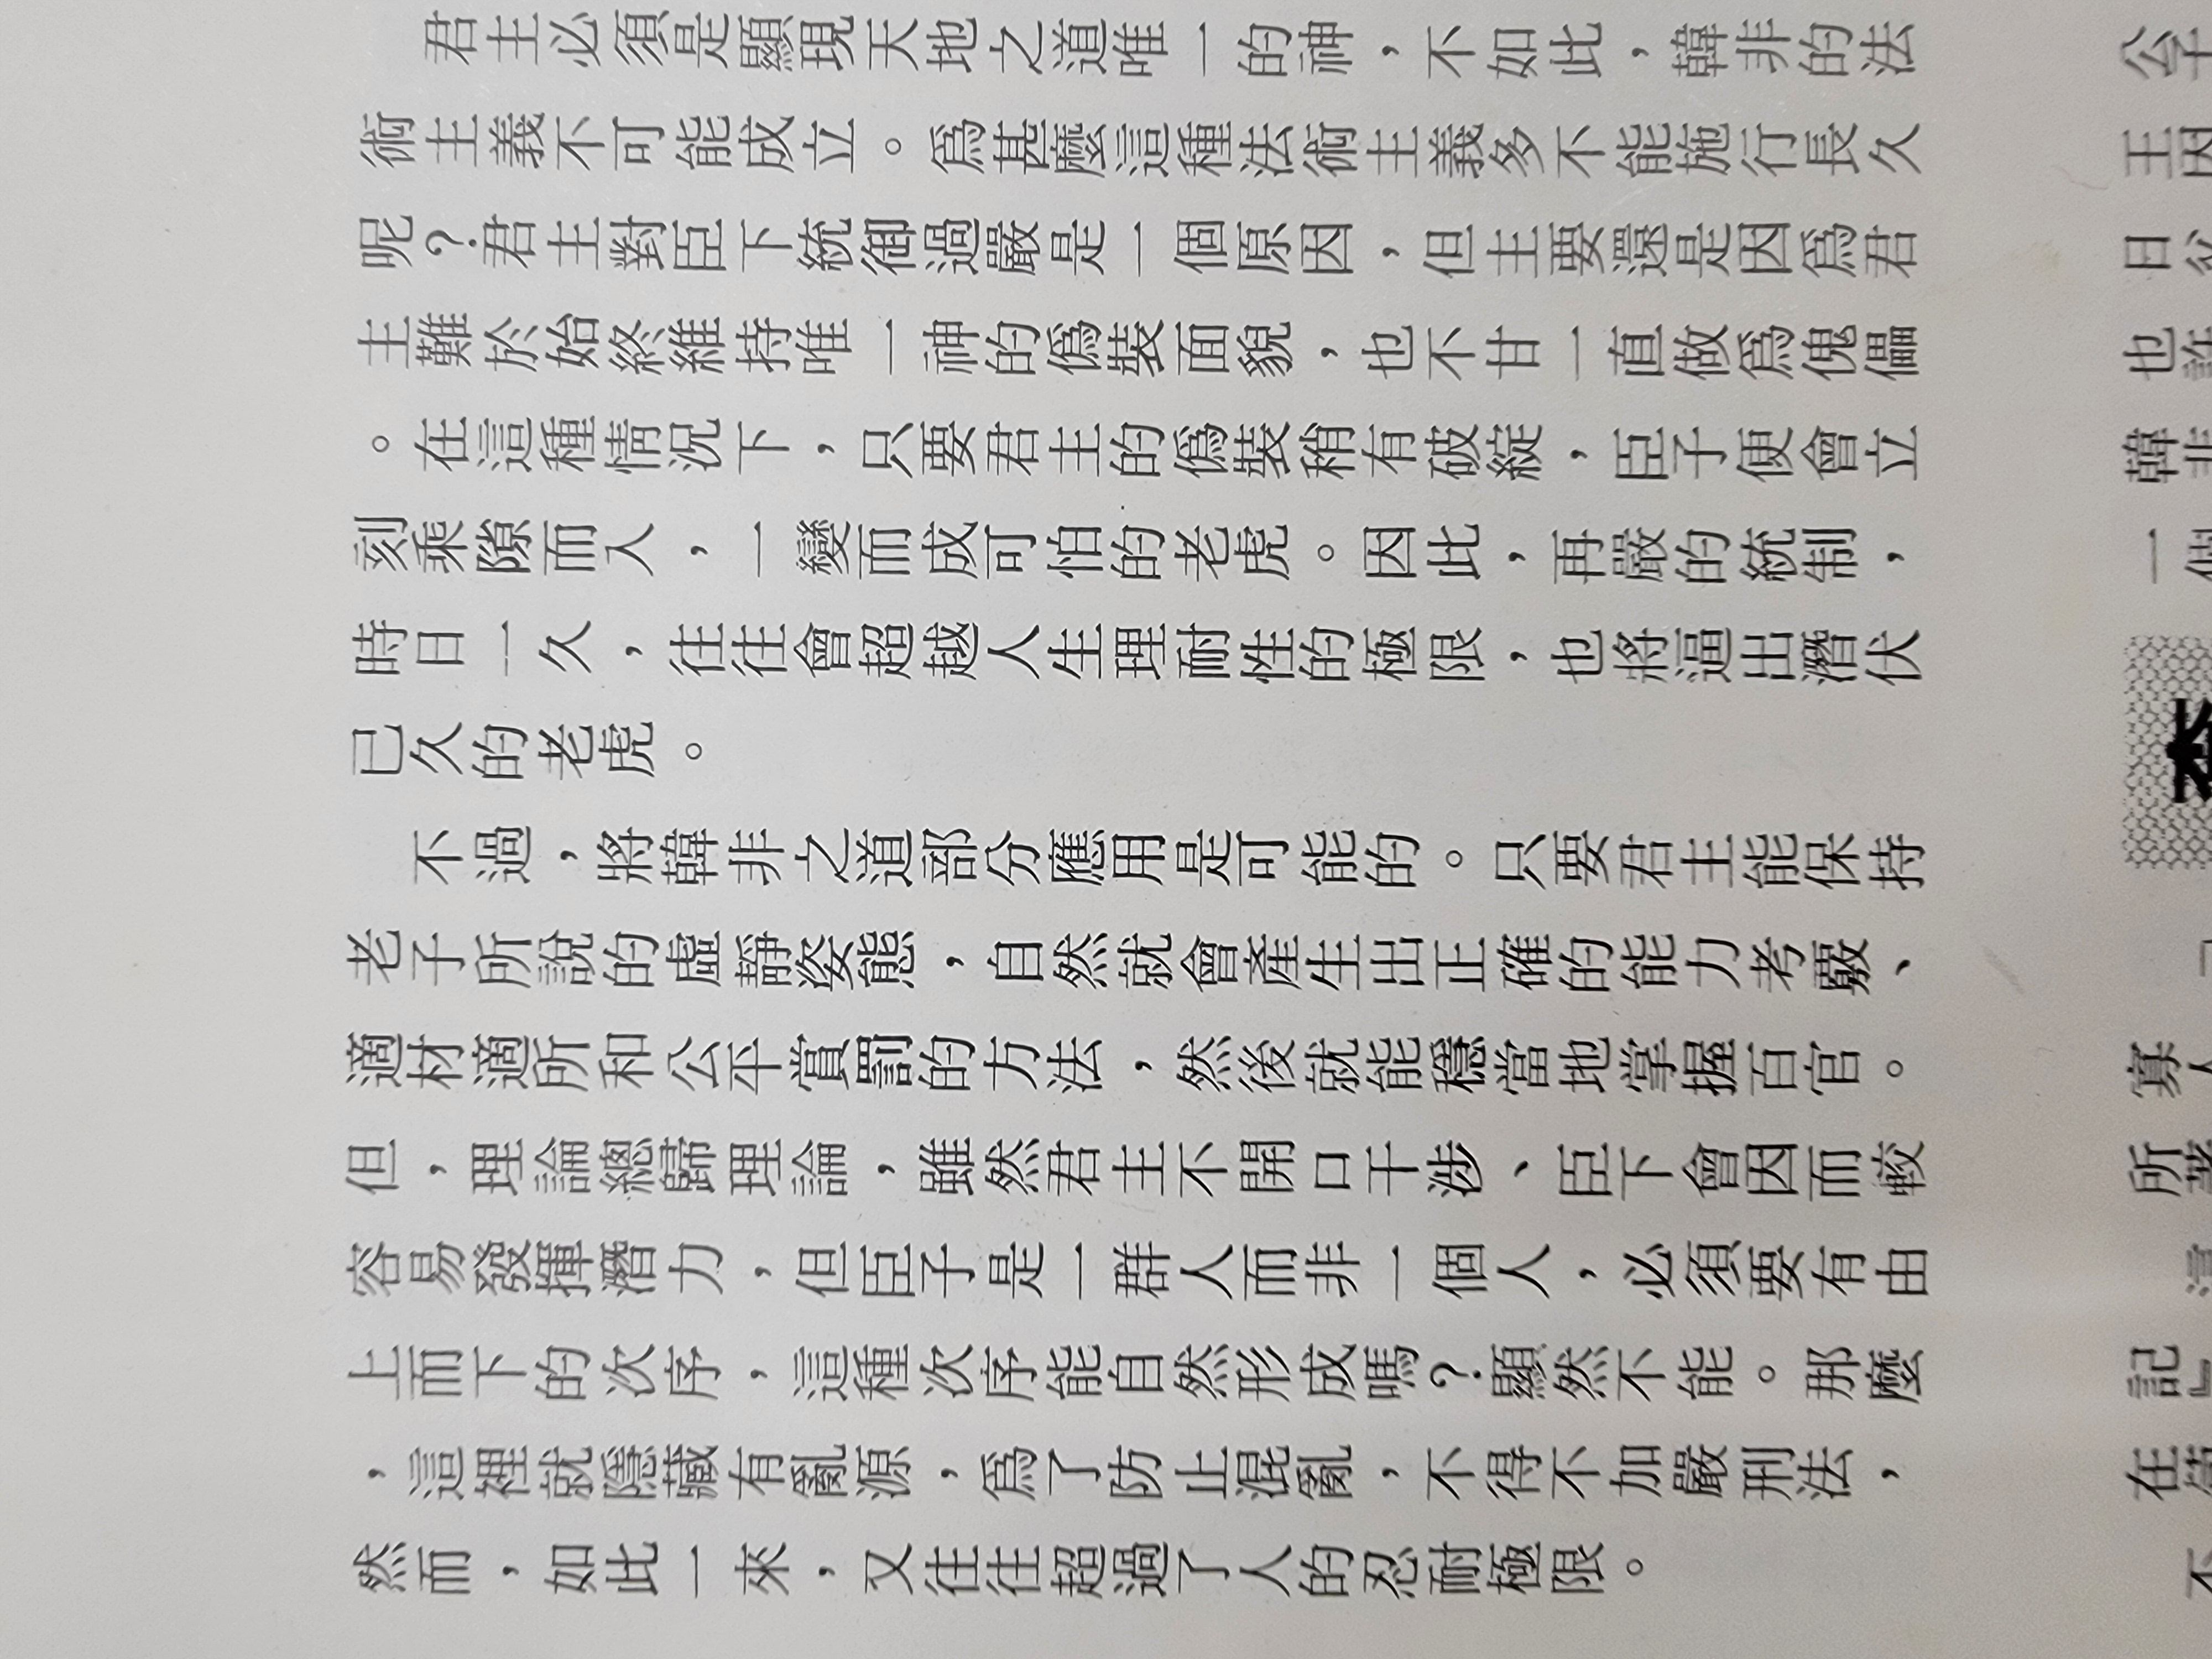 君主必須是顯現天地之道唯一的神，不如此，韓非的法
術主義不可能成立。爲甚麼這種法術主義多不能施行長久
呢？君主對臣下統御過嚴是一個原因，但主要還是因爲君
主難於始終維持唯一神的僞裝面貌，也不甘一直做爲傀儡
。在這種情況下，只要君主的僞裝稍有破綻，臣子便會立
刻乘隙而入，一變而成可怕的老虎。因此，再嚴的統制，
時日一久，往往會超越人生理耐性的極限，也將逼出潛伏
已久的老虎。
不過，將韓非之道部分應用是可能的。只要君主能保持
老子所說的虛靜姿態，自然就會產生出正確的能力考覈、
適材適所和公平賞罰的方法，然後就能穩當地掌握百官。
但，理論總歸理論，雖然君主不開口干涉、臣下會因而較
容易發揮潛力，但臣子是一群人而非一個人，必須要有由
上而下的次序，這種次序能自然形成嗎？顯然不能。那麼
，這裡就隱藏有亂源，爲了防止混亂，不得不加嚴刑法，
然而，如此一來，又往往超過了人的忍耐極限。
公子
王因
日父
也許
韓非
一個
寡人
所著
這
記』
在
不